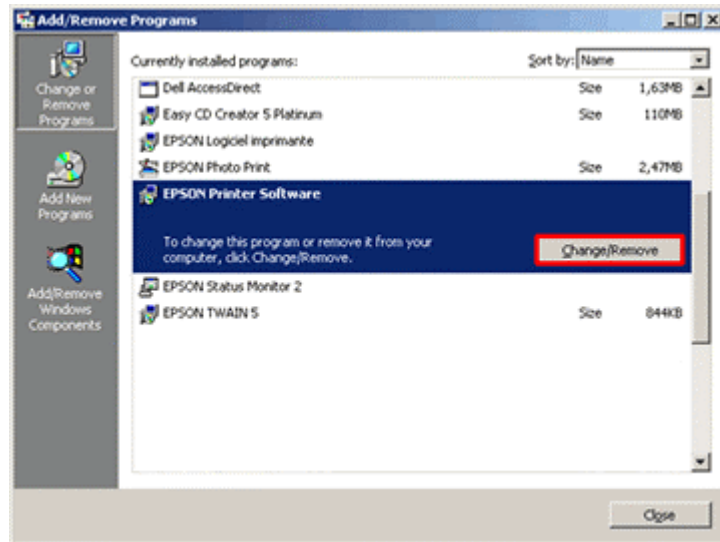 Add/Remove Programs
Change or
Remove
Programs
Add New
Programs
Add/Remove
Windows
Components
Currently installed programs:
Sort by: Name
Dell AccessDirect Size 1,63MB
Easy CD Creator 5 Platinum Size 110MB
EPSON Logiciel imprimante
EPSON Photo Print Size 2,47MB
EPSON Printer Software
To change this program or remove it from your
computer, click Change/Remove.
Change/Remove
EPSON Status Monitor 2
EPSON TWAIN 5 Size 844KB
Close